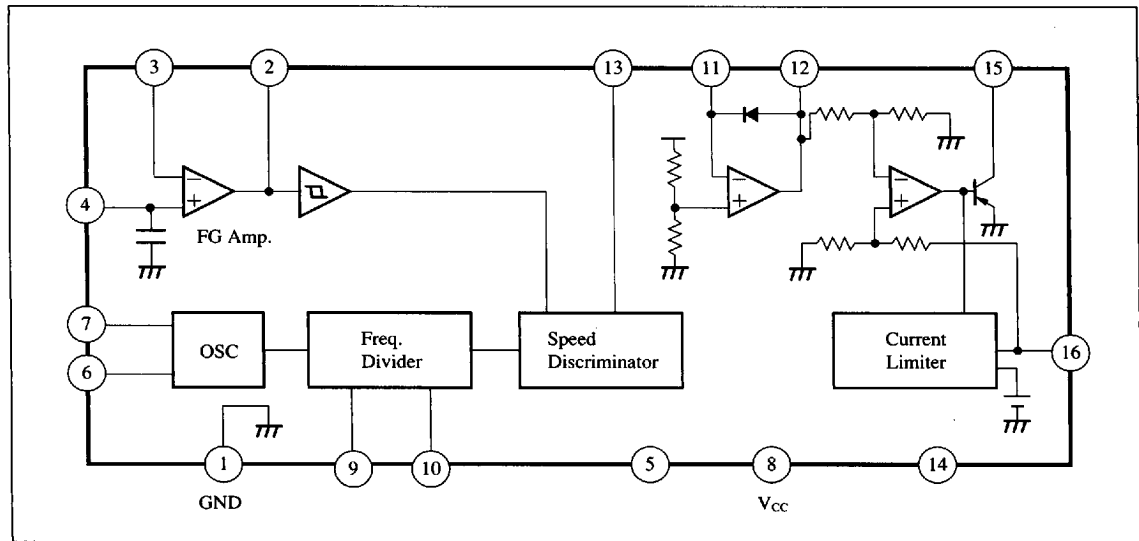 3
2
13
11
12
15
−
+
4
FG Amp.
−
+
−
+
7
6
OSC
Freq.
Divider
Speed
Discriminator
Current
Limiter
16
1
9
10
5
8
14
GND
VCC